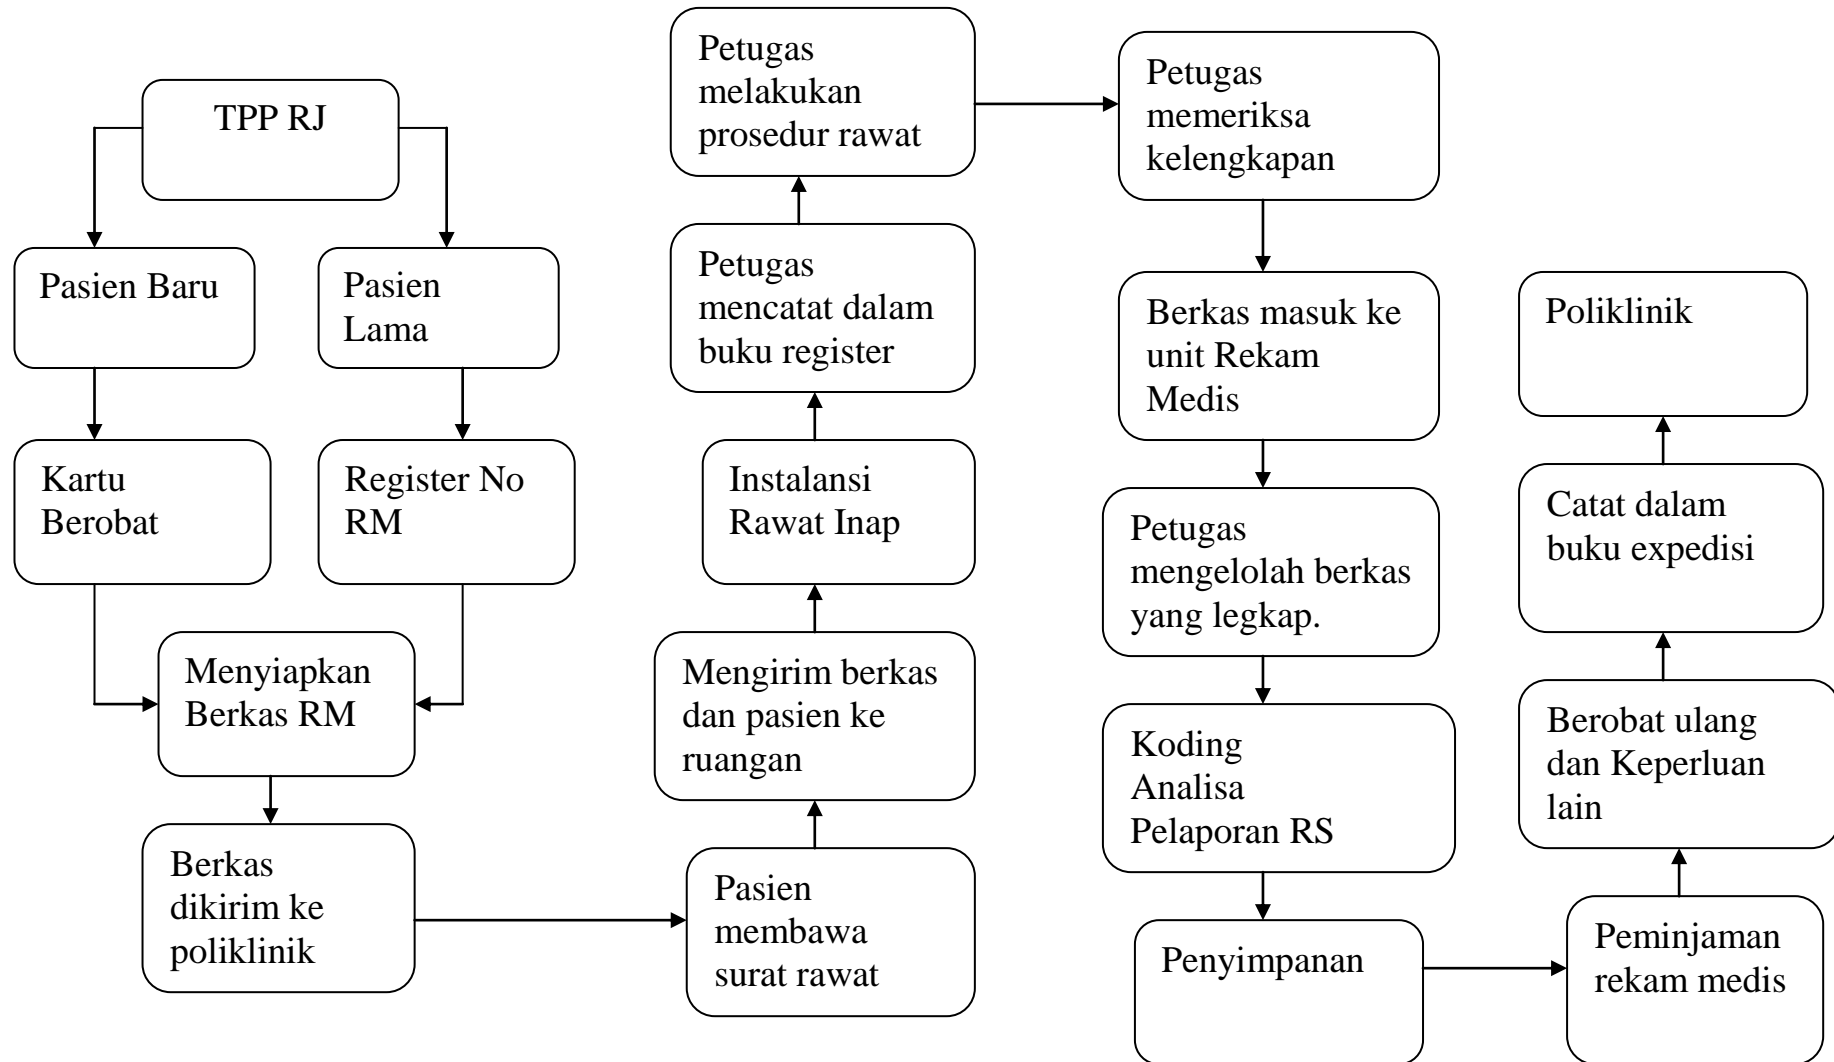 TPP RJ
Pasien Baru
Pasien
Lama
Kartu
Berobat
Register No
RM
Menyiapkan
Berkas RM
Berkas
dikirim ke
poliklinik
Pasien
membawa
surat rawat
Mengirim berkas
dan pasien ke
ruangan
Instalansi
Rawat Inap
Petugas
mencatat dalam
buku register
Petugas
melakukan
prosedur rawat
Petugas
memeriksa
kelengkapan
Berkas masuk ke
unit Rekam
Medis
Petugas
mengelolah berkas
yang legkap.
Koding
Analisa
Pelaporan RS
Penyimpanan
Peminjaman
rekam medis
Berobat ulang
dan Keperluan
lain
Catat dalam
buku expedisi
Poliklinik